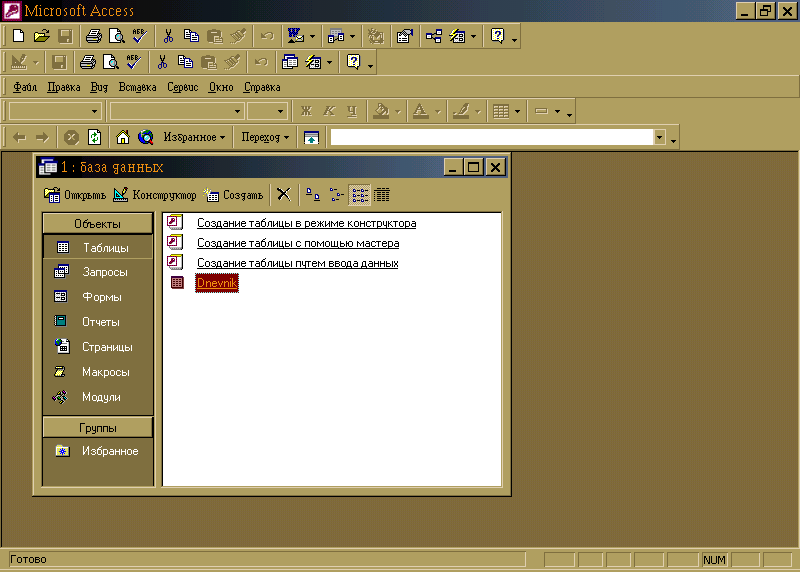 Microsoft Access
Файл Правка Вид Вставка Сервис Окно Справка
Ж К Ч
Избранное Переход
1 : база данных
Открыть Конструктор Создать
Объекты
Таблицы
Запросы
Формы
Отчеты
Страницы
Макросы
Модули
Группы
Избранное
Создание таблицы в режиме конструктора
Создание таблицы с помощью мастера
Создание таблицы путем ввода данных
Dnevnik
Готово
NUM